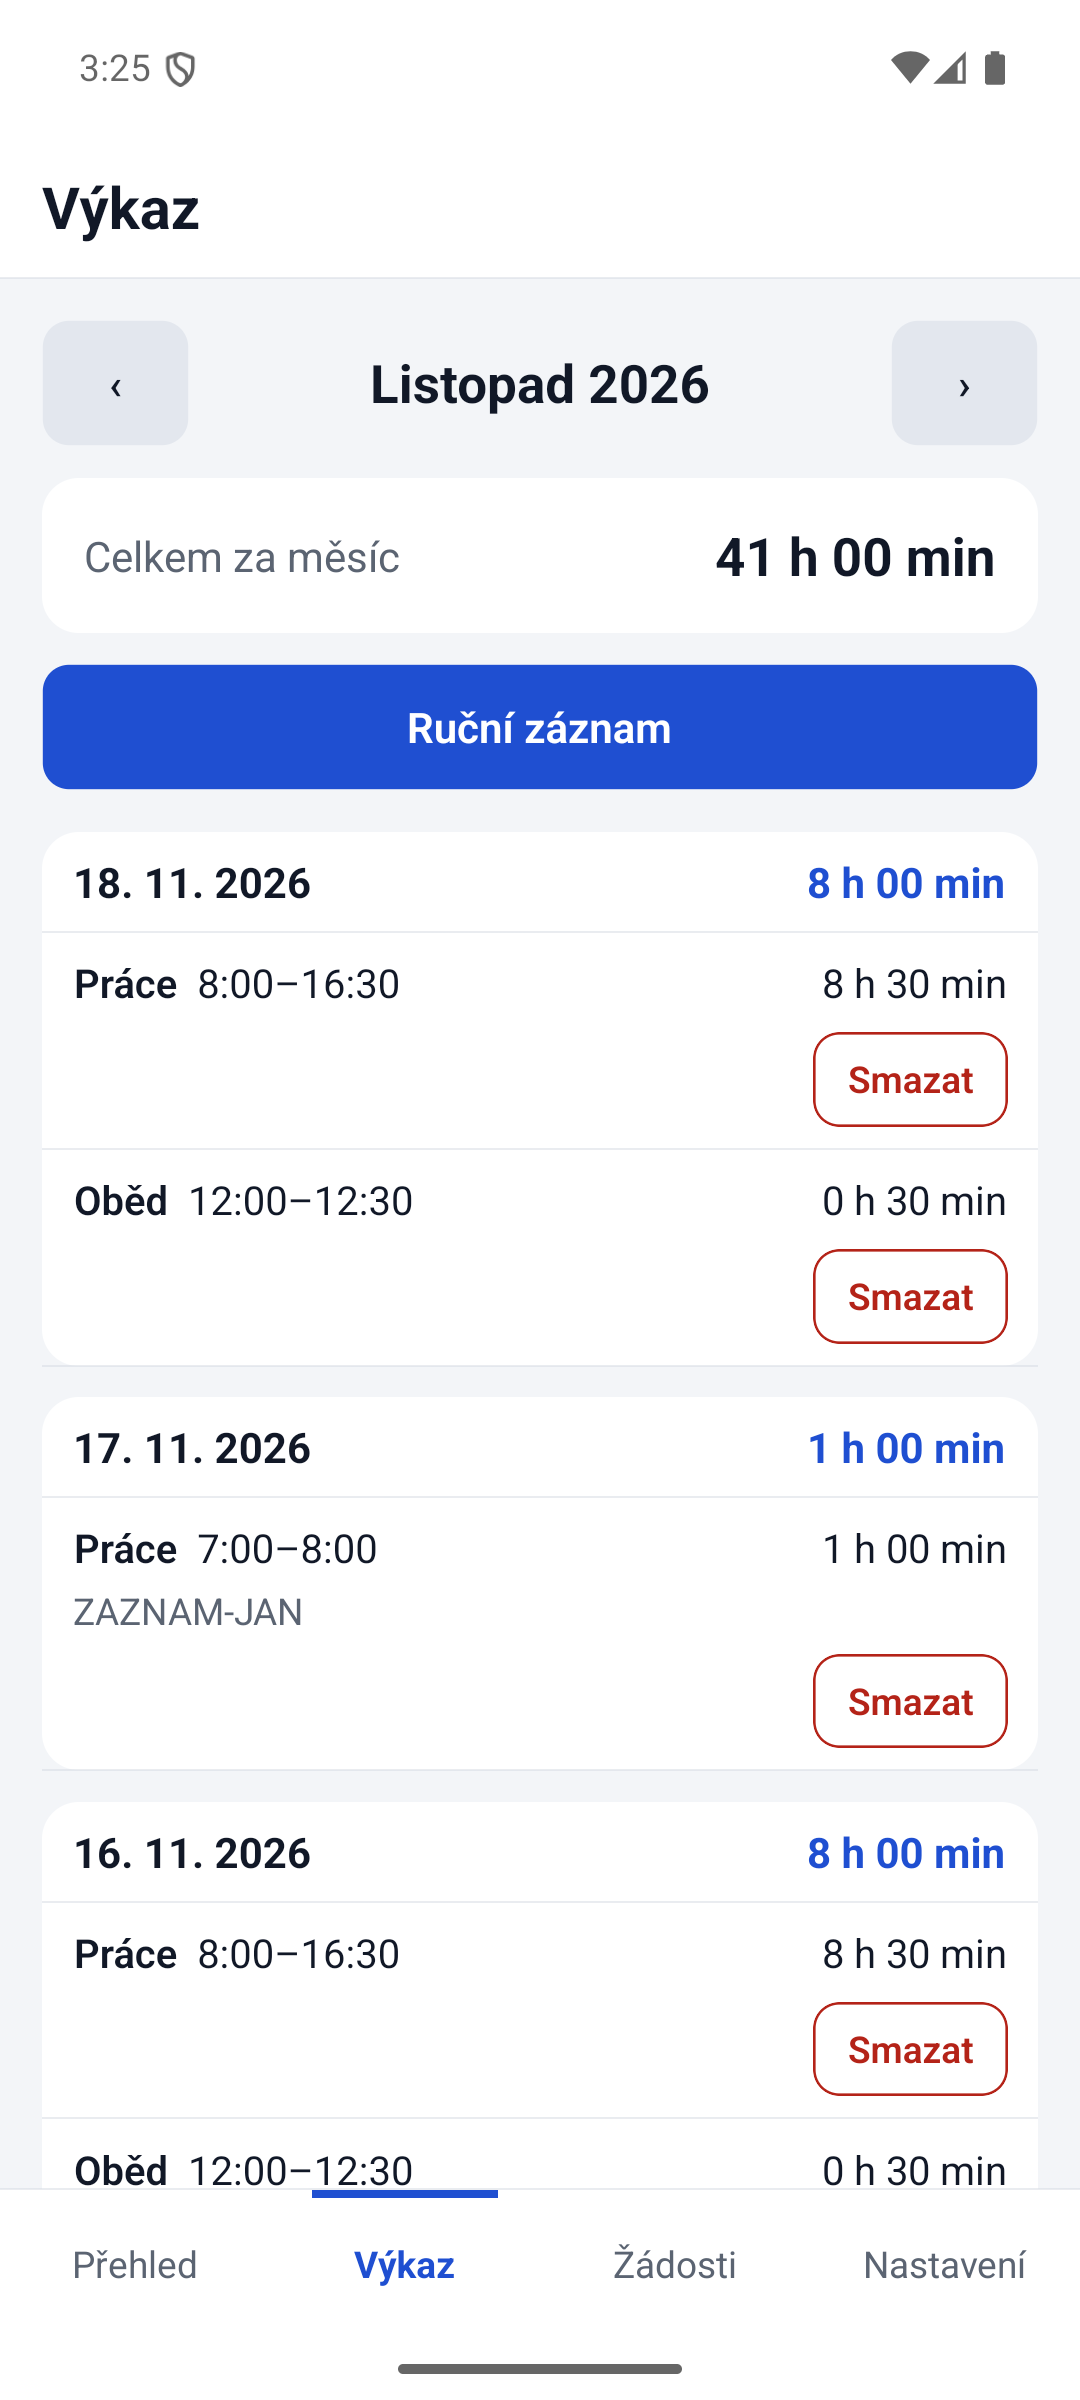 3:25
Výkaz
‹ Listopad 2026 ›
Celkem za měsíc 41 h 00 min
Ruční záznam
18. 11. 2026 8 h 00 min
Práce 8:00–16:30 8 h 30 min
Smazat
Oběd 12:00–12:30 0 h 30 min
Smazat
17. 11. 2026 1 h 00 min
Práce 7:00–8:00 1 h 00 min
ZAZNAM-JAN
Smazat
16. 11. 2026 8 h 00 min
Práce 8:00–16:30 8 h 30 min
Smazat
Oběd 12:00–12:30 0 h 30 min
Přehled Výkaz Žádosti Nastavení